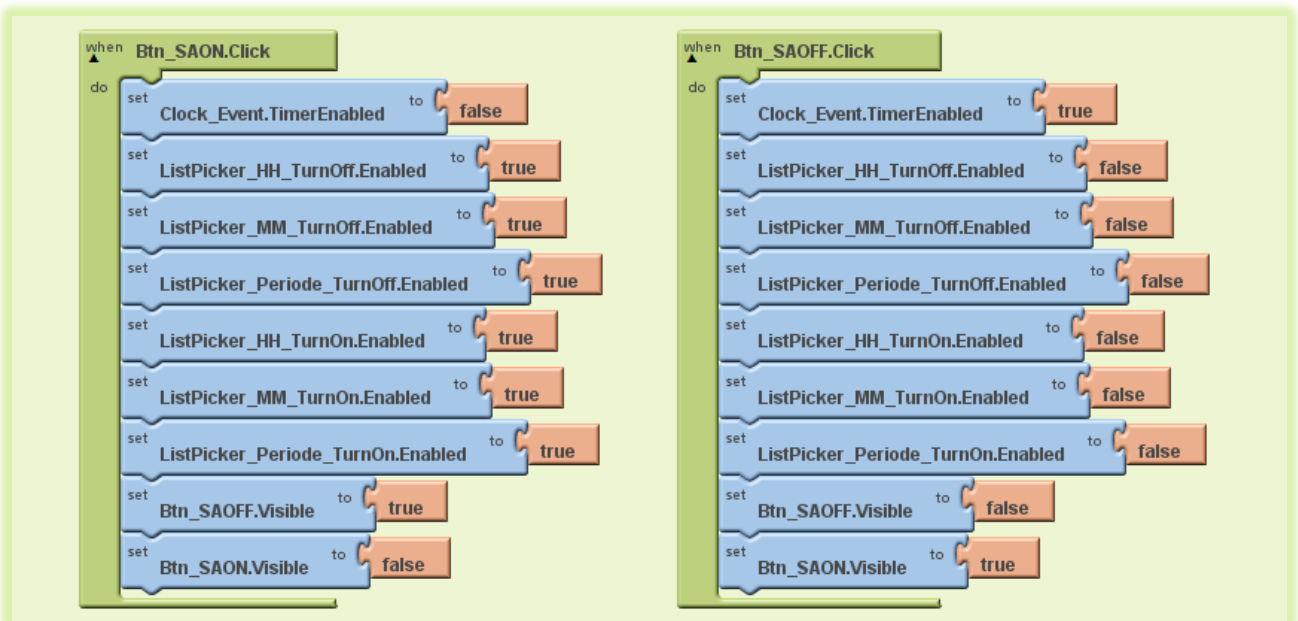 when Btn_SAON.Click
do
set Clock_Event.TimerEnabled to false
set ListPicker_HH_TurnOff.Enabled to true
set ListPicker_MM_TurnOff.Enabled to true
set ListPicker_Periode_TurnOff.Enabled to true
set ListPicker_HH_TurnOn.Enabled to true
set ListPicker_MM_TurnOn.Enabled to true
set ListPicker_Periode_TurnOn.Enabled to true
set Btn_SAOFF.Visible to true
set Btn_SAON.Visible to false
when Btn_SAOFF.Click
do
set Clock_Event.TimerEnabled to true
set ListPicker_HH_TurnOff.Enabled to false
set ListPicker_MM_TurnOff.Enabled to false
set ListPicker_Periode_TurnOff.Enabled to false
set ListPicker_HH_TurnOn.Enabled to false
set ListPicker_MM_TurnOn.Enabled to false
set ListPicker_Periode_TurnOn.Enabled to false
set Btn_SAOFF.Visible to false
set Btn_SAON.Visible to true